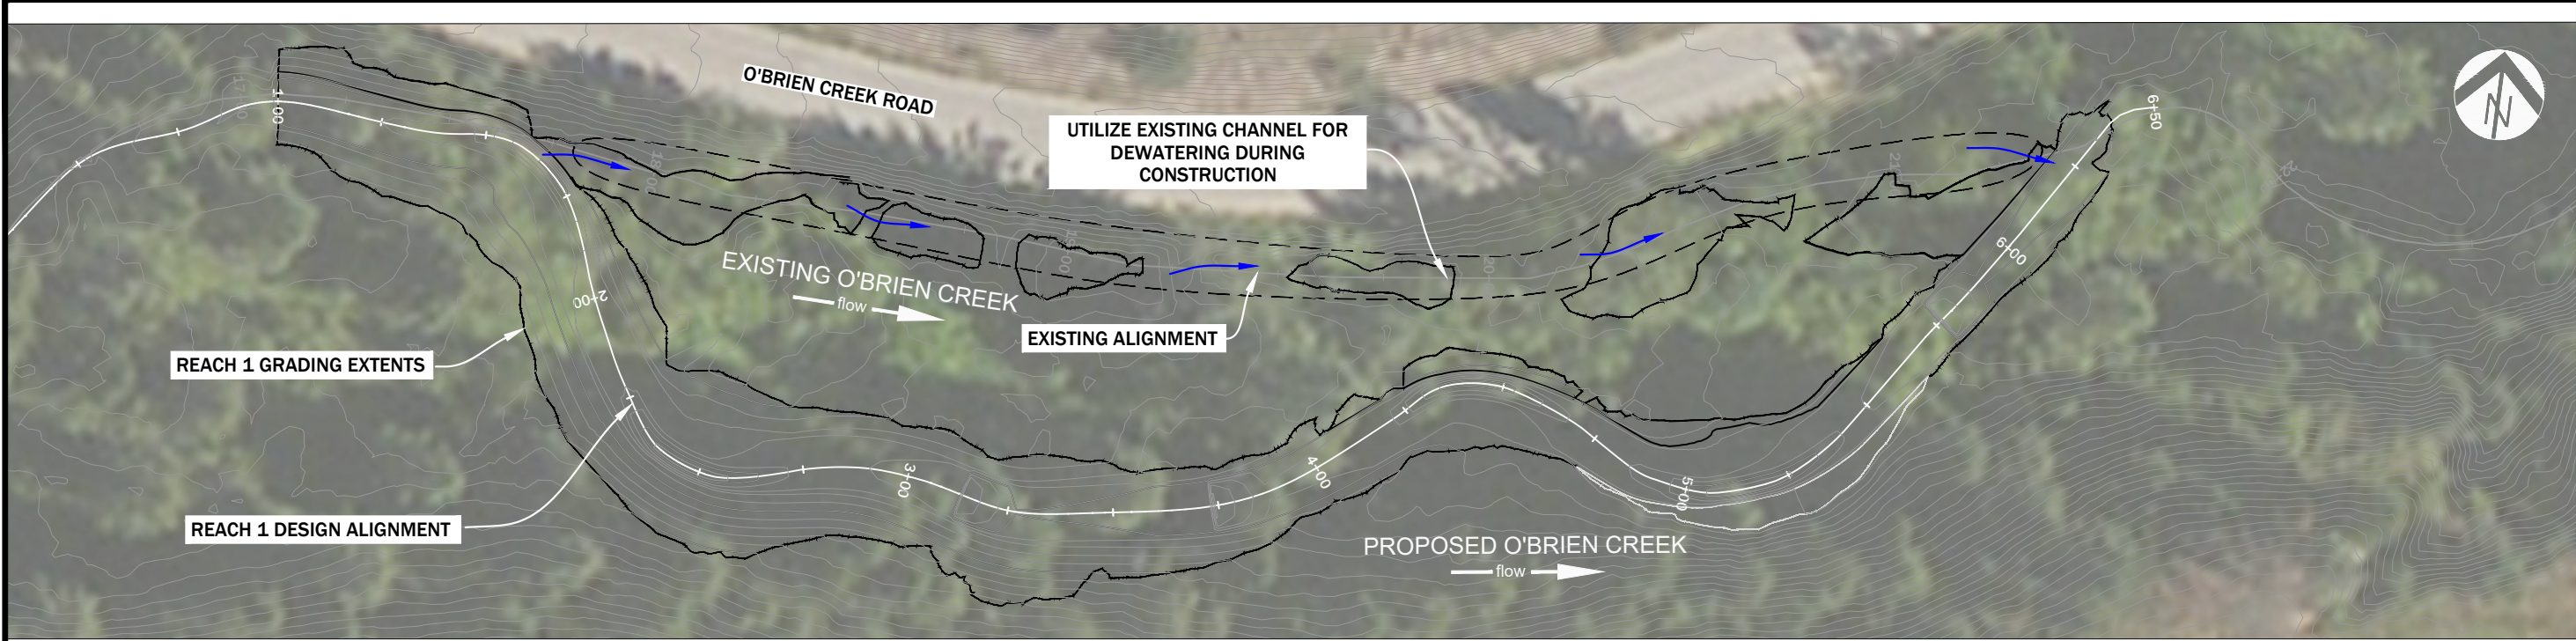 O'BRIEN CREEK ROAD
N
1+00
6+50
UTILIZE EXISTING CHANNEL FOR
DEWATERING DURING
CONSTRUCTION
EXISTING O'BRIEN CREEK
flow
2+00
6+00
EXISTING ALIGNMENT
REACH 1 GRADING EXTENTS
3+00
4+00
5+00
REACH 1 DESIGN ALIGNMENT
PROPOSED O'BRIEN CREEK
flow